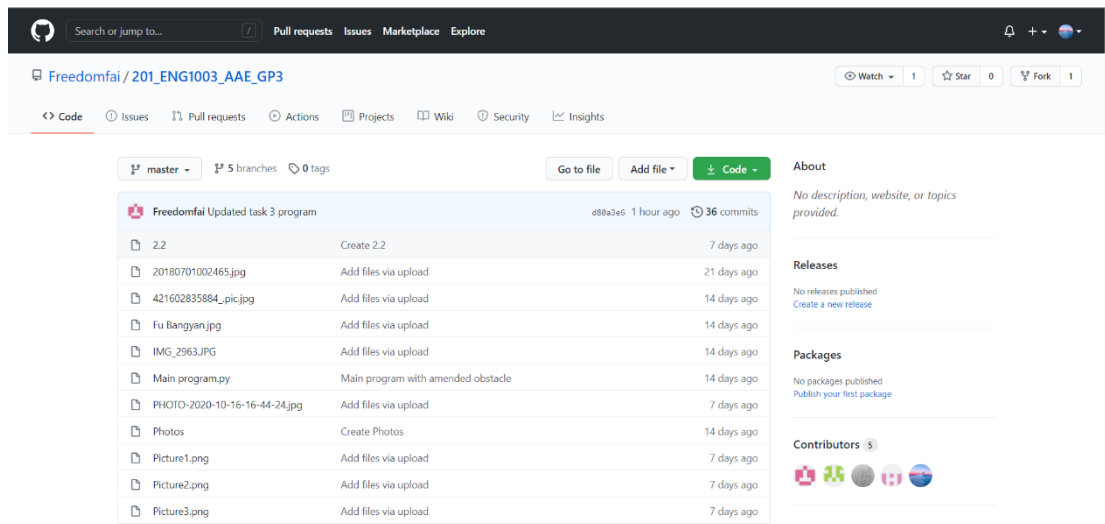 Search or jump to... / Pull requests Issues Marketplace Explore
Freedomfai / 201_ENG1003_AAE_GP3 Watch 1 Star 0 Fork 1
Code Issues Pull requests Actions Projects Wiki Security Insights
master 5 branches 0 tags Go to file Add file Code
Freedomfai Updated task 3 program d80a3e6 1 hour ago 36 commits
2.2 Create 2.2 7 days ago
20180701002465.jpg Add files via upload 21 days ago
421602835884_.pic.jpg Add files via upload 14 days ago
Fu Bangyan.jpg Add files via upload 14 days ago
IMG_2963.JPG Add files via upload 14 days ago
Main program.py Main program with amended obstacle 14 days ago
PHOTO-2020-10-16-16-44-24.jpg Add files via upload 7 days ago
Photos Create Photos 14 days ago
Picture1.png Add files via upload 7 days ago
Picture2.png Add files via upload 7 days ago
Picture3.png Add files via upload 7 days ago
About
No description, website, or topics
provided.
Releases
No releases published
Create a new release
Packages
No packages published
Publish your first package
Contributors 5